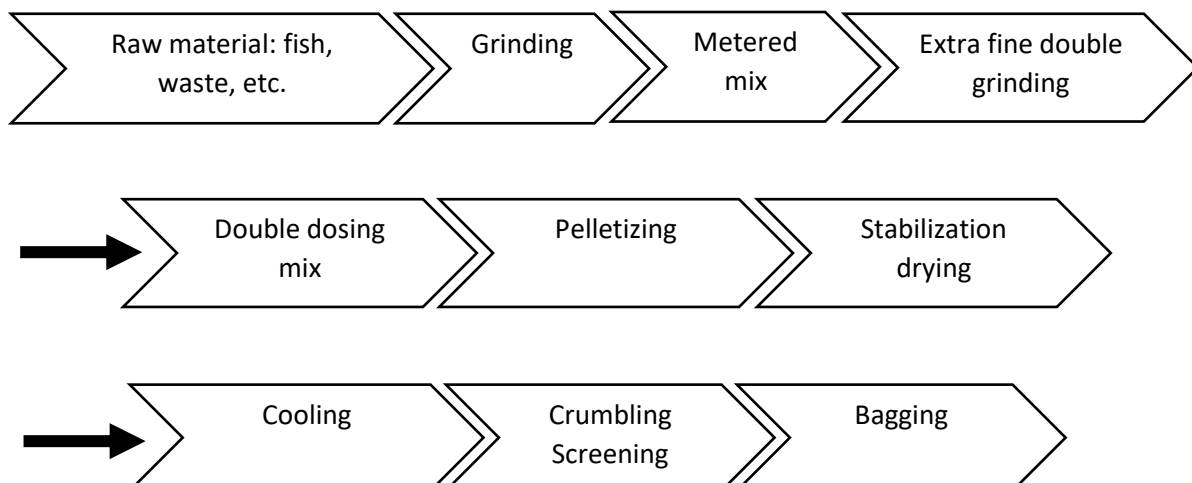 Raw material: fish,
waste, etc.
Grinding
Metered
mix
Extra fine double
grinding
Double dosing
mix
Pelletizing
Stabilization
drying
Cooling
Crumbling
Screening
Bagging